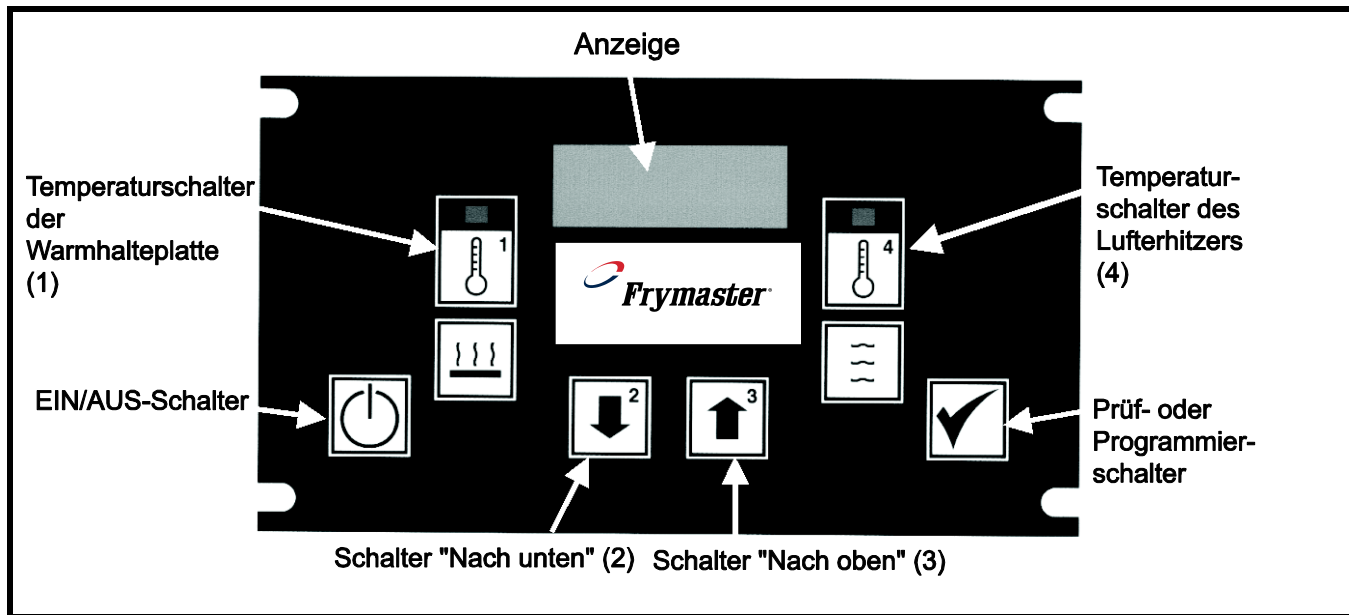 Anzeige
Temperaturschalter
der
Warmhalteplatte
(1)
1
4
Temperatur-
schalter des
Lufterhitzers
(4)
Frymaster
EIN/AUS-Schalter
2
3
Prüf- oder
Programmier-
schalter
Schalter "Nach unten" (2)
Schalter "Nach oben" (3)